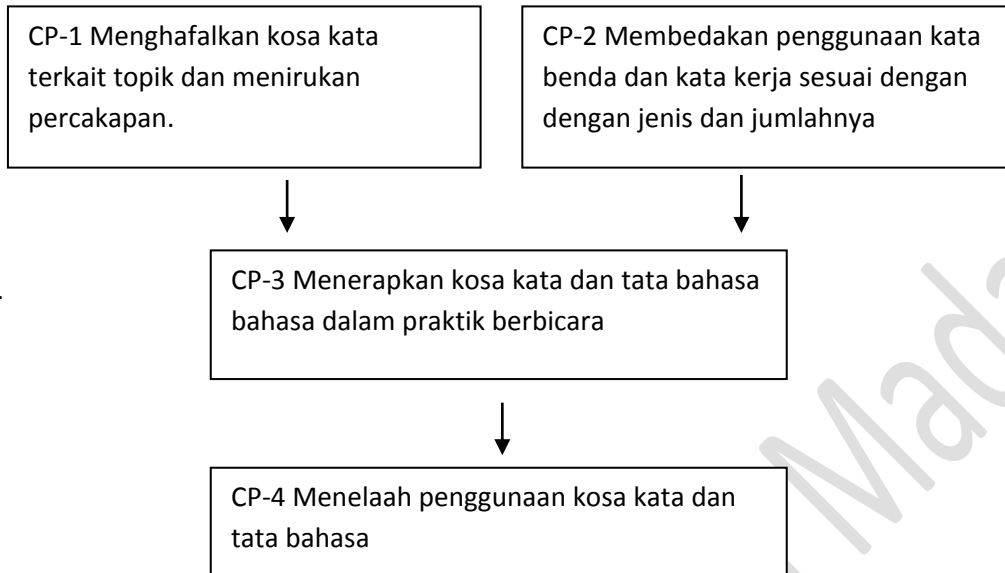 CP-1 Menghafalkan kosa kata
terkait topik dan menirukan
percakapan.
CP-2 Membedakan penggunaan kata
benda dan kata kerja sesuai dengan
dengan jenis dan jumlahnya
CP-3 Menerapkan kosa kata dan tata bahasa
bahasa dalam praktik berbicara
.
CP-4 Menelaah penggunaan kosa kata dan
tata bahasa